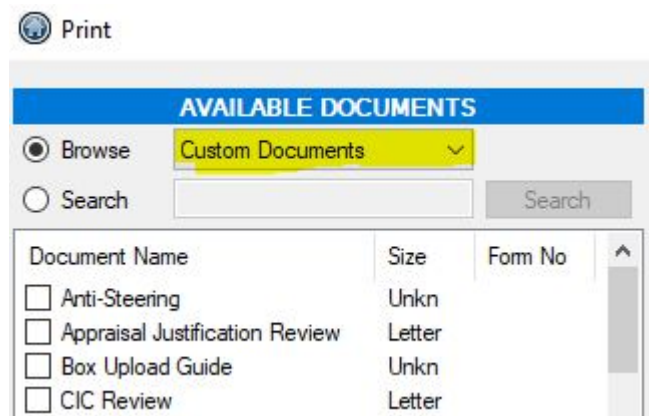 Print
AVAILABLE DOCUMENTS
Browse Custom Documents
Search Search
Document Name Size Form No
Anti-Steering Unkn
Appraisal Justification Review Letter
Box Upload Guide Unkn
CIC Review Letter